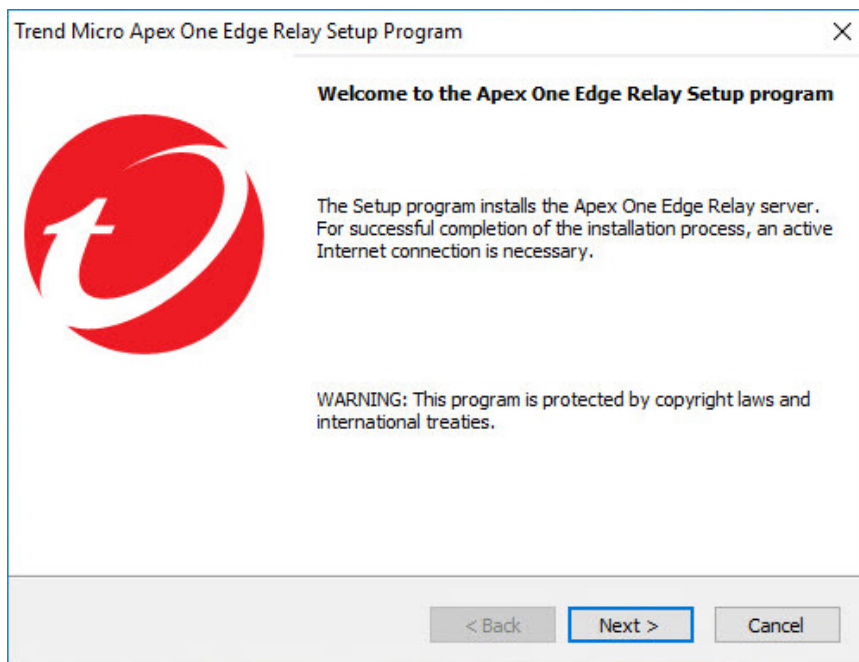 Trend Micro Apex One Edge Relay Setup Program
Welcome to the Apex One Edge Relay Setup program
The Setup program installs the Apex One Edge Relay server.
For successful completion of the installation process, an active
Internet connection is necessary.
WARNING: This program is protected by copyright laws and
international treaties.
< Back
Next >
Cancel